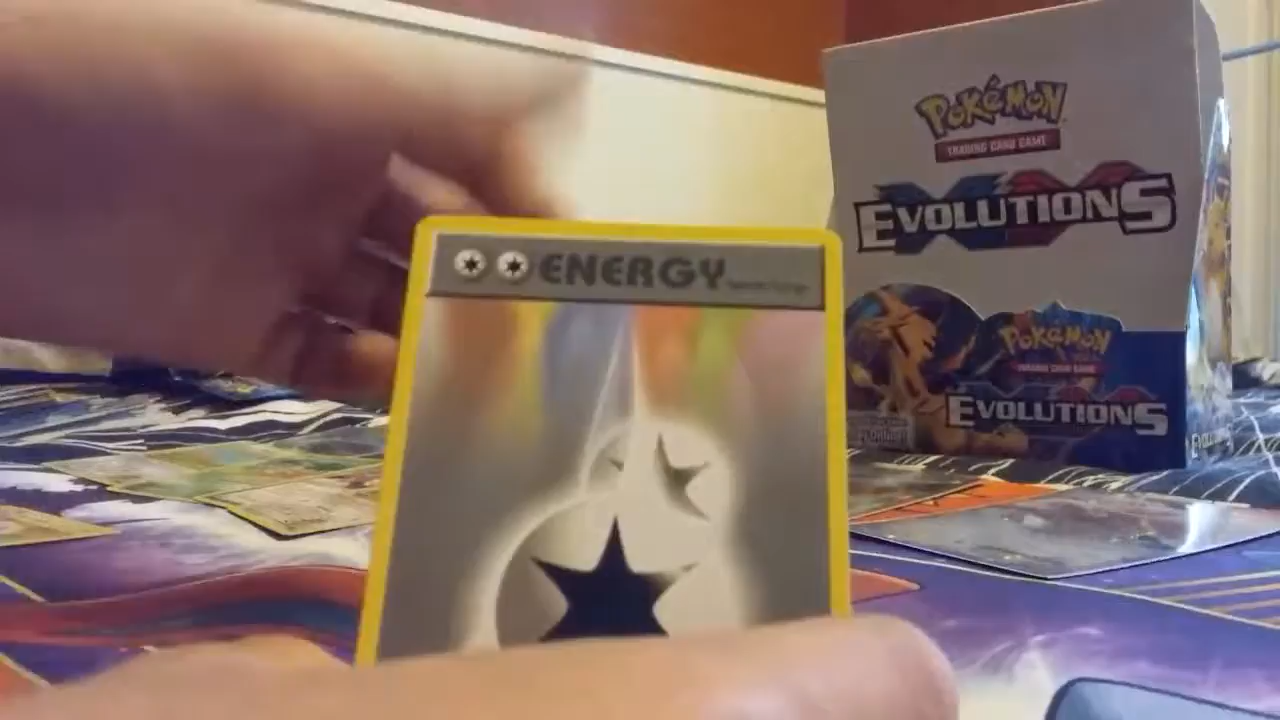 POKéMON
TRADING CARD GAME
EVOLUTIONS
ENERGY
POKéMON
TRADING CARD GAME
EVOLUTIONS